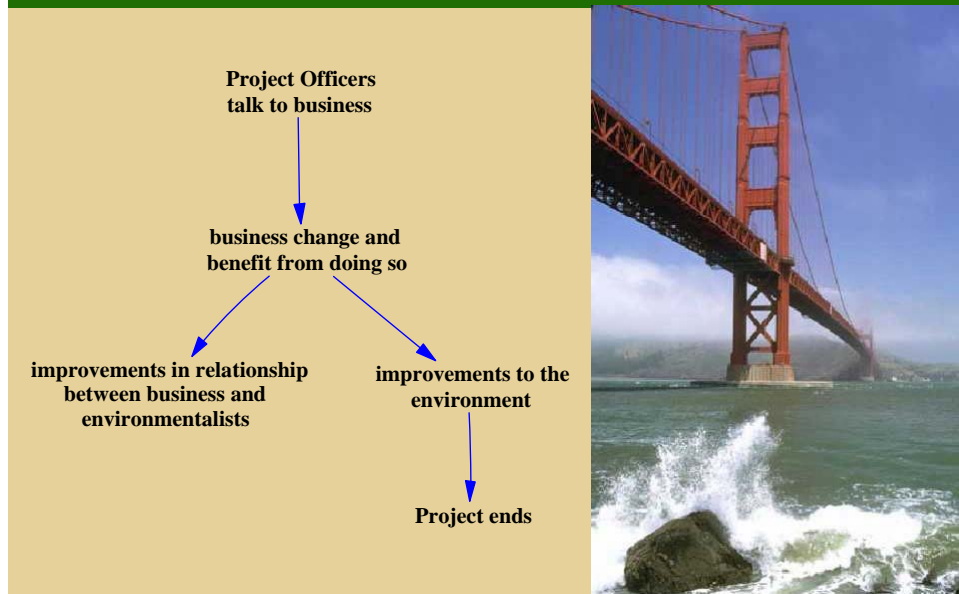 Project Officers
talk to business
business change and
benefit from doing so
improvements in relationship
between business and
environmentalists
improvements to the
environment
Project ends